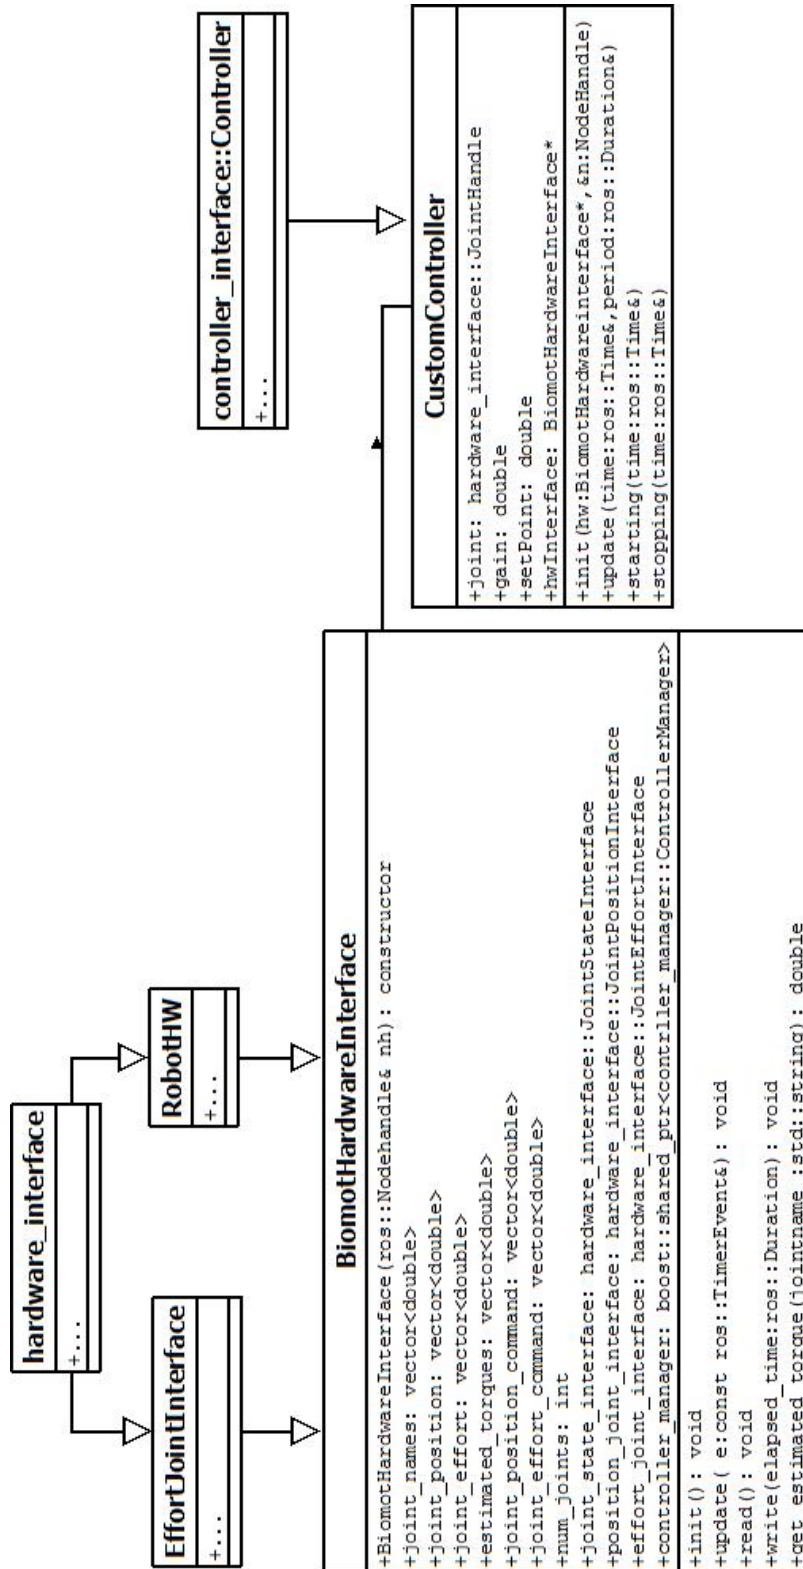 hardware_interface
+...
EffortJointInterface
+...
RobotHW
+...
BiomotHardwareInterface
+BiomotHardwareInterface(ros::Nodehandle& nh): constructor
+joint_names: vector<double>
+joint_position: vector<double>
+joint_effort: vector<double>
+estimated_torques: vector<double>
+joint_position_command: vector<double>
+joint_effort_command: vector<double>
+num_joints: int
+joint_state_interface: hardware_interface::JointStateInterface
+position_joint_interface: hardware_interface::JointPositionInterface
+effort_joint_interface: hardware_interface::JointEffortInterface
+controller_manager: boost::shared_ptr<contrller_manager::ControllerManager>
+init(): void
+update( e:const ros::TimerEvent&): void
+read(): void
+write(elapsed_time:ros::Duration): void
+get_estimated_torque(jointname :std::string): double
controller_interface::Controller
+...
CustomController
+joint: hardware_interface::JointHandle
+gain: double
+setPoint: double
+hwInterface: BiomotHardwareInterface*
+init(hw:BiomotHardwareinterface*,&n:NodeHandle)
+update(time:ros::Time&,period:ros::Duration&)
+starting(time:ros::Time&)
+stopping(time:ros::Time&)